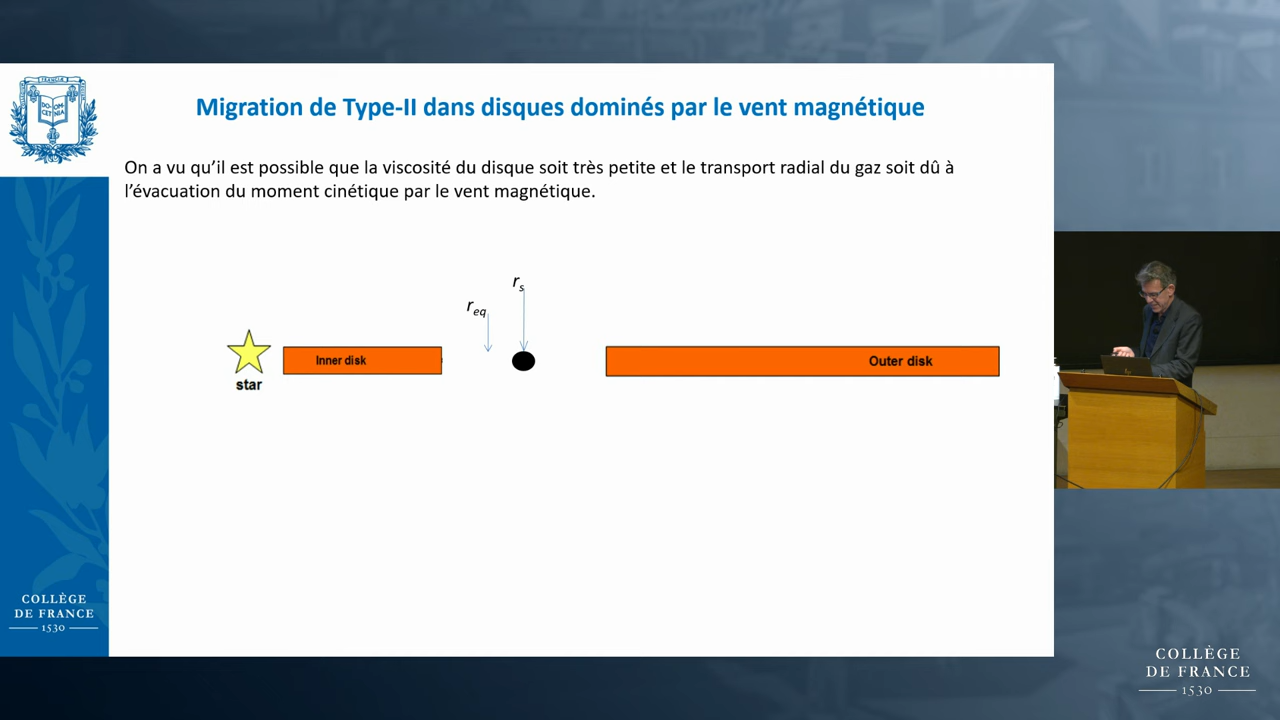 Migration de Type-II dans disques dominés par le vent magnétique
On a vu qu’il est possible que la viscosité du disque soit très petite et le transport radial du gaz soit dû à
l’évacuation du moment cinétique par le vent magnétique.
rs
req
Inner disk
Outer disk
star
COLLÈGE
DE FRANCE
1530
COLLÈGE
DE FRANCE
1530